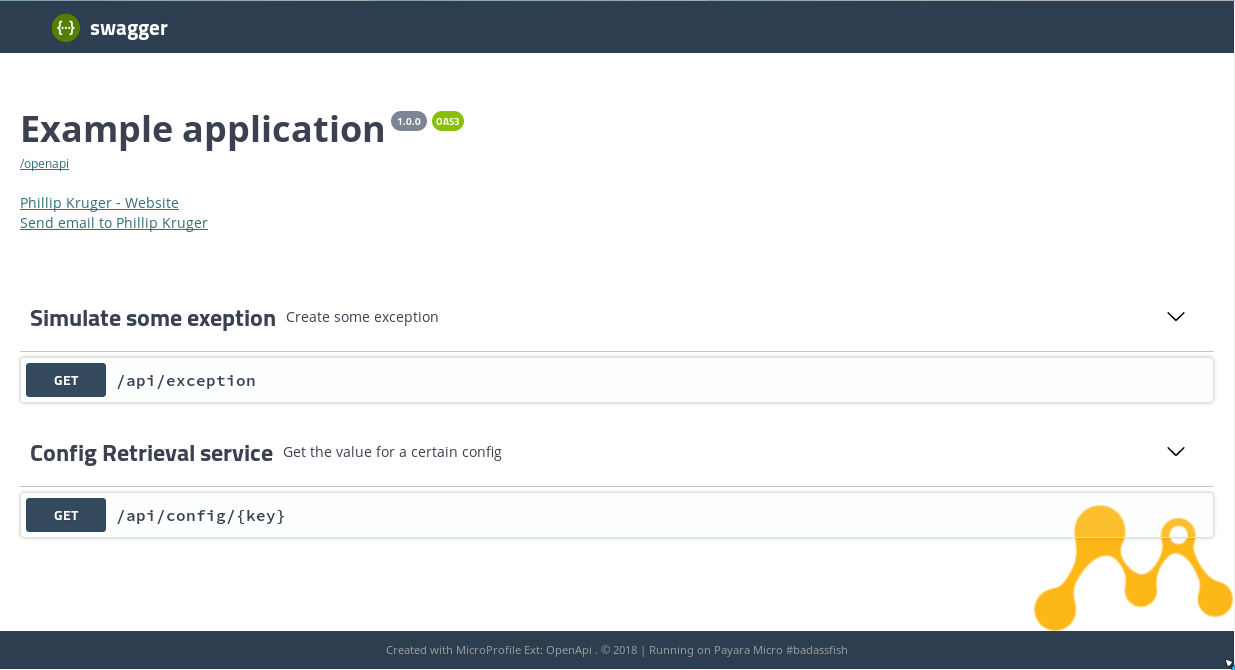 {···} swagger
Example application 1.0.0 OAS3
/openapi
Phillip Kruger - Website
Send email to Phillip Kruger
Simulate some exeption Create some exception
GET /api/exception
Config Retrieval service Get the value for a certain config
GET /api/config/{key}
Created with MicroProfile Ext: OpenApi . © 2018 | Running on Payara Micro #badassfish